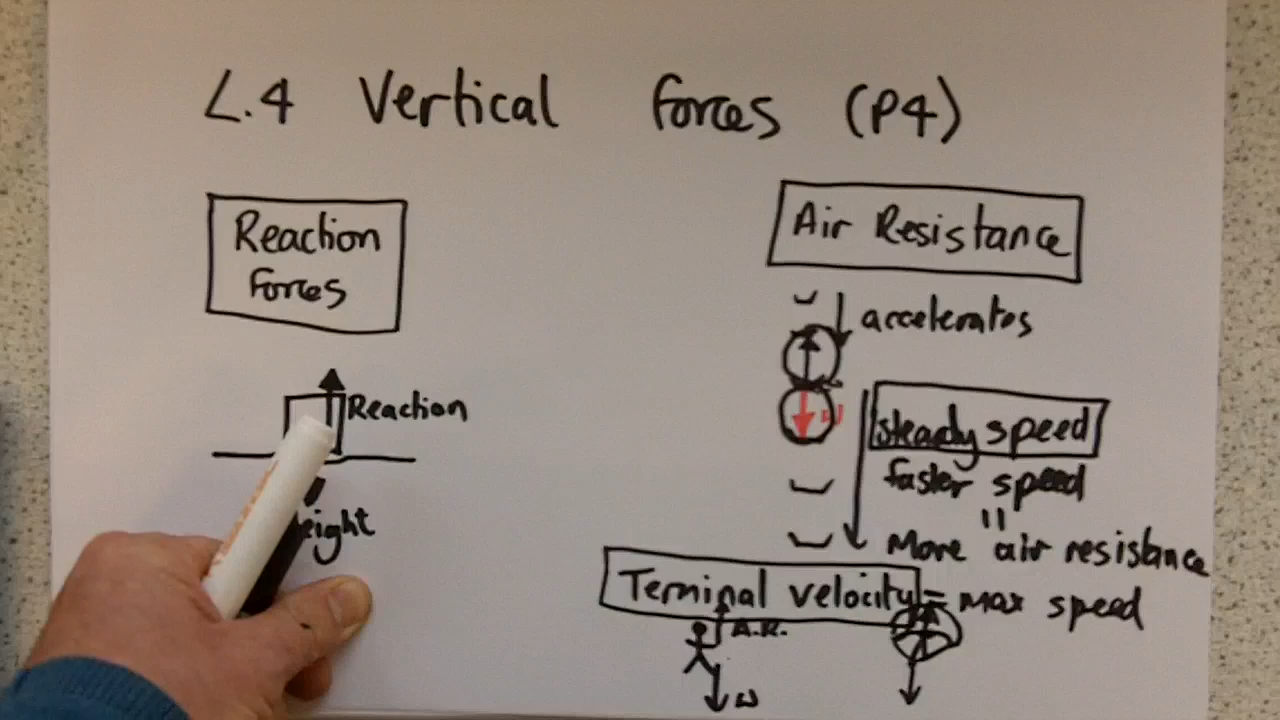 L.4 Vertical forces (P4)
Reaction
forces
Reaction
Air Resistance
accelerates
steady speed
faster speed
=
More air resistance
Terminal velocity = max speed
A.R.
W